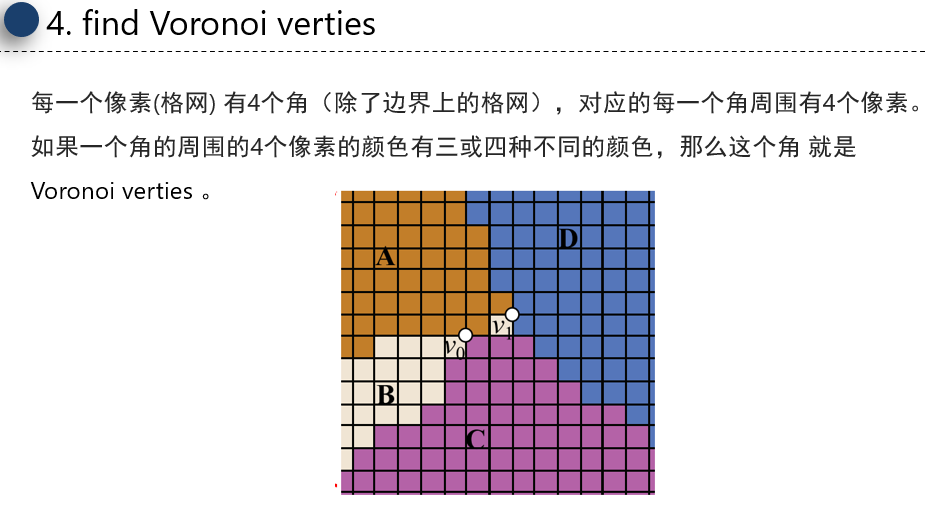 4. find Voronoi verties
每一个像素(格网) 有4个角（除了边界上的格网），对应的每一个角周围有4个像素。
如果一个角的周围的4个像素的颜色有三或四种不同的颜色，那么这个角 就是
Voronoi verties 。
D
A
v1
v0
B
C